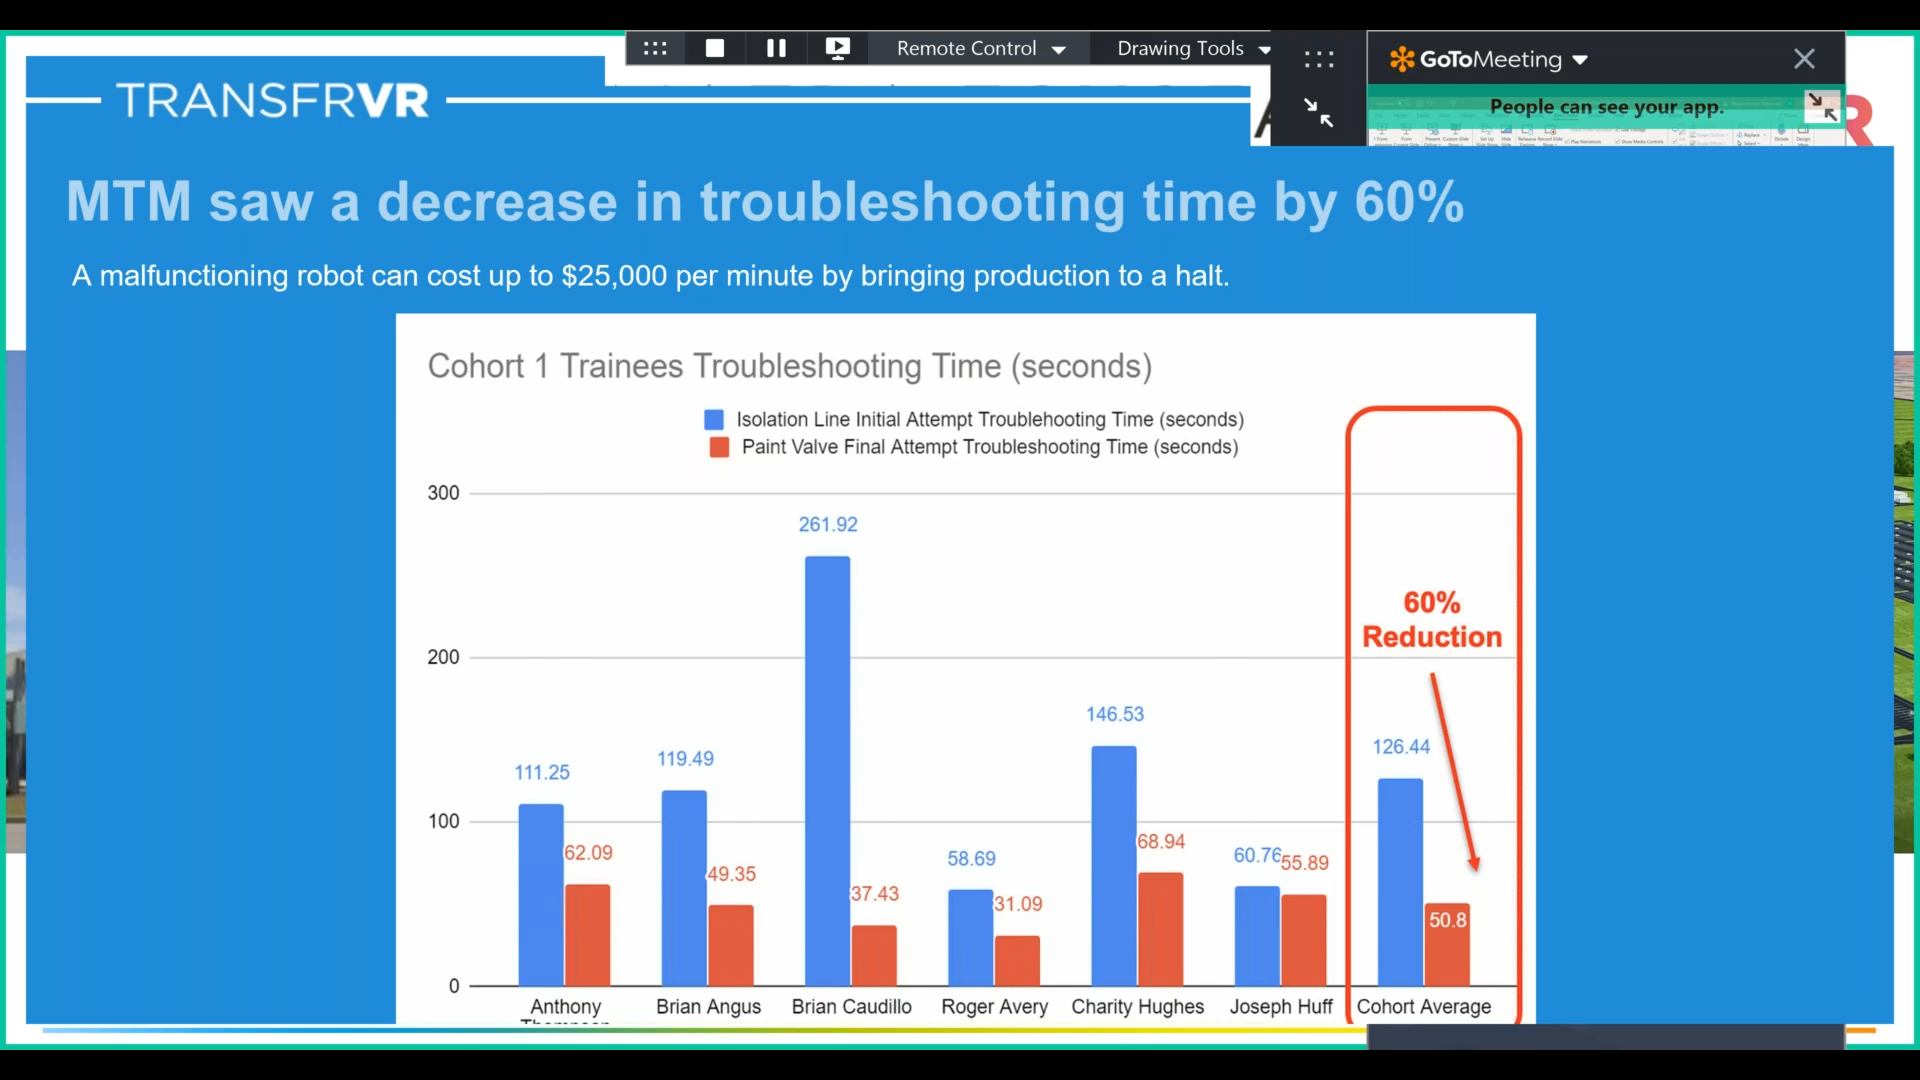 Remote Control
Drawing Tools
GoToMeeting
People can see your app.
TRANSFRVR
MTM saw a decrease in troubleshooting time by 60%
A malfunctioning robot can cost up to $25,000 per minute by bringing production to a halt.
Cohort 1 Trainees Troubleshooting Time (seconds)
Isolation Line Initial Attempt Troublehooting Time (seconds)
Paint Valve Final Attempt Troubleshooting Time (seconds)
300
200
100
0
111.25
62.09
119.49
49.35
261.92
37.43
58.69
31.09
146.53
68.94
60.76
55.89
126.44
50.8
60%
Reduction
Anthony
Brian Angus
Brian Caudillo
Roger Avery
Charity Hughes
Joseph Huff
Cohort Average